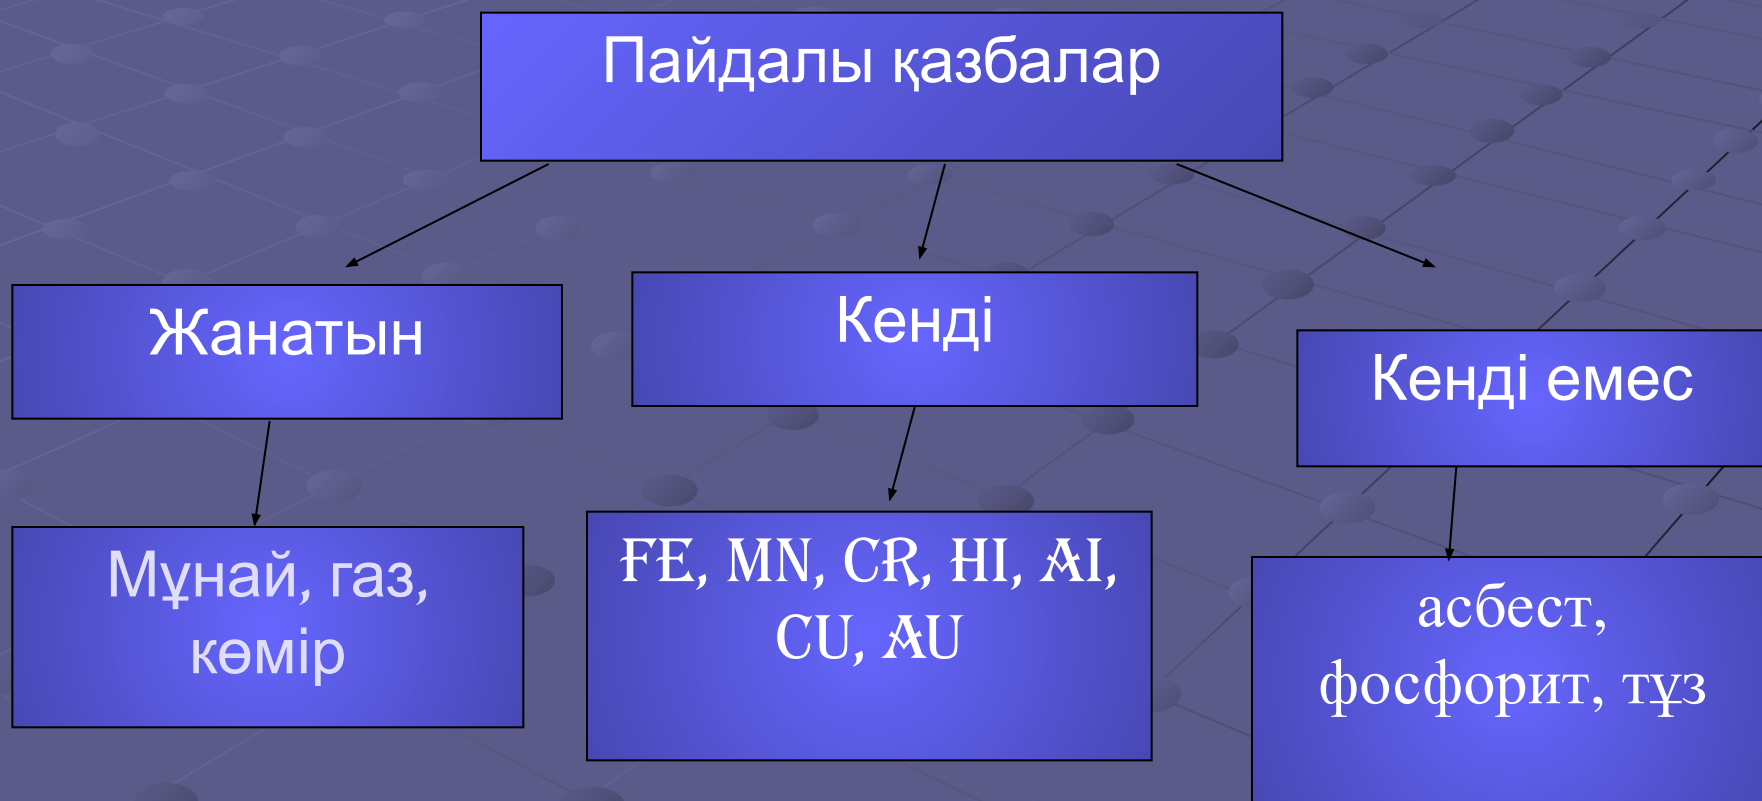 Пайдалы қазбалар
Жанатын
Кенді
Кенді емес
Мұнай, газ,
көмір
FE, MN, CR, HI, AI,
CU, AU
асбест,
фосфорит, тұз